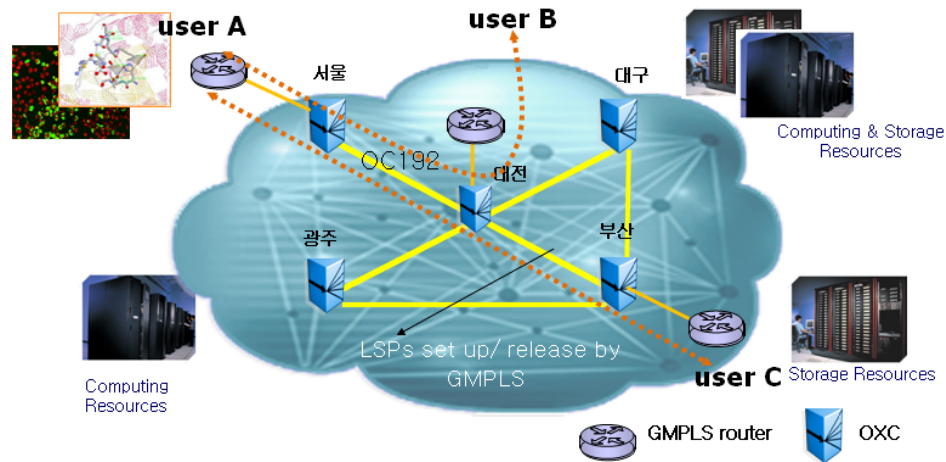 user A
user B
서울
대구
OC192
대전
Computing & Storage
Resources
광주
부산
LSPs set up/ release by
GMPLS
Computing
Resources
user C
Storage Resources
GMPLS router
OXC